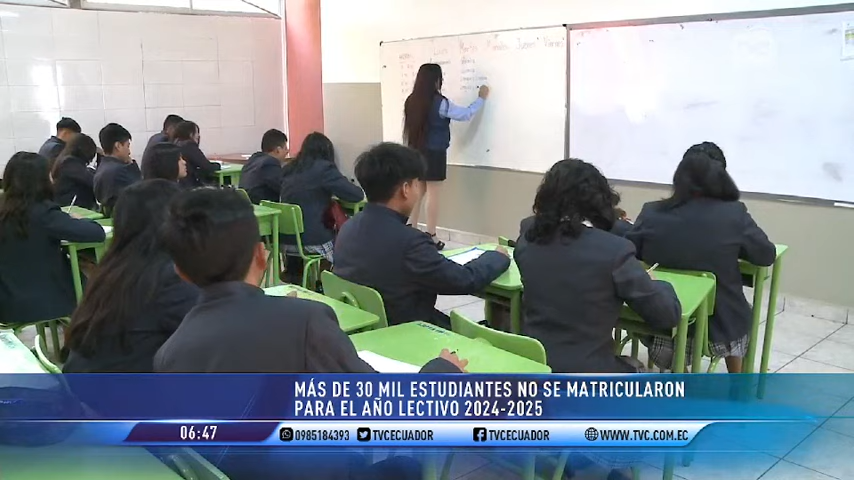 MÁS DE 30 MIL ESTUDIANTES NO SE MATRICULARON
PARA EL AÑO LECTIVO 2024-2025
06:47
0985184393 TVCECUADOR TVCECUADOR WWW.TVC.COM.EC